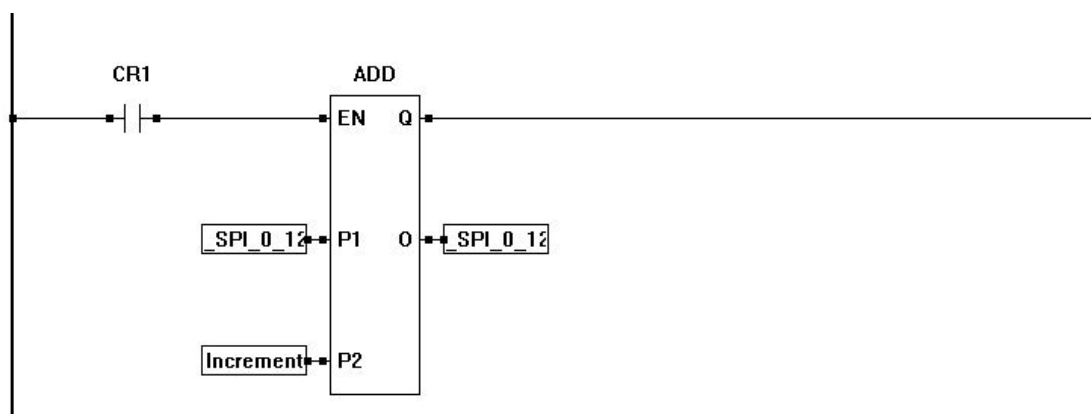 CR1 ADD
EN Q
_SPI_0_12 P1 O _SPI_0_12
Increment P2